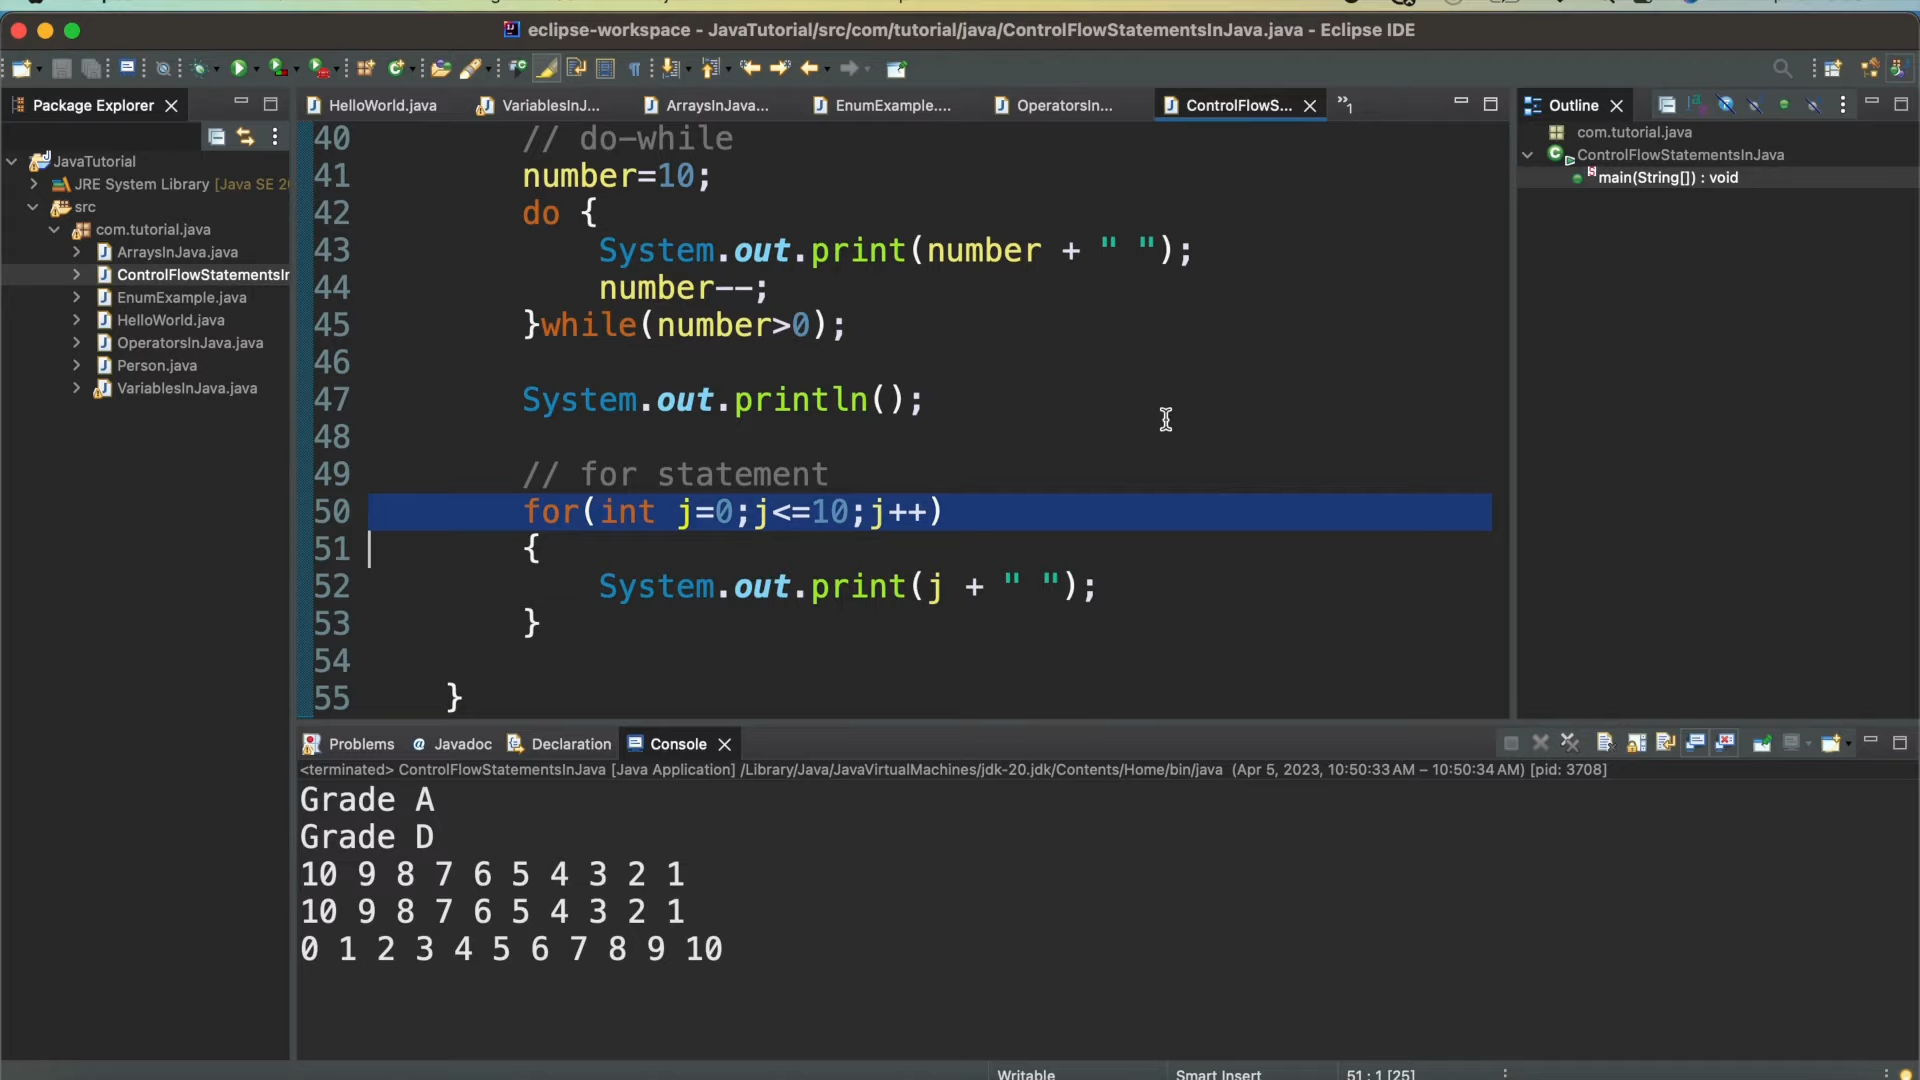 eclipse-workspace - JavaTutorial/src/com/tutorial/java/ControlFlowStatementsInJava.java - Eclipse IDE
Package Explorer
HelloWorld.java
VariablesInJ...
ArraysInJava...
EnumExample....
OperatorsIn...
ControlFlowS...
»1
Outline
JavaTutorial
JRE System Library [Java SE 20
src
com.tutorial.java
ArraysInJava.java
ControlFlowStatementsIr
EnumExample.java
HelloWorld.java
OperatorsInJava.java
Person.java
VariablesInJava.java
40 // do-while
41 number=10;
42 do {
43 System.out.print(number + " ");
44 number--;
45 }while(number>0);
46
47 System.out.println();
48
49 // for statement
50 for(int j=0;j<=10;j++)
51 {
52 System.out.print(j + " ");
53 }
54
55 }
com.tutorial.java
ControlFlowStatementsInJava
main(String[]) : void
Problems
@ Javadoc
Declaration
Console
<terminated> ControlFlowStatementsInJava [Java Application] /Library/Java/JavaVirtualMachines/jdk-20.jdk/Contents/Home/bin/java (Apr 5, 2023, 10:50:33 AM – 10:50:34 AM) [pid: 3708]
Grade A
Grade D
10 9 8 7 6 5 4 3 2 1
10 9 8 7 6 5 4 3 2 1
0 1 2 3 4 5 6 7 8 9 10
Writable
Smart Insert
51 : 1 [25]